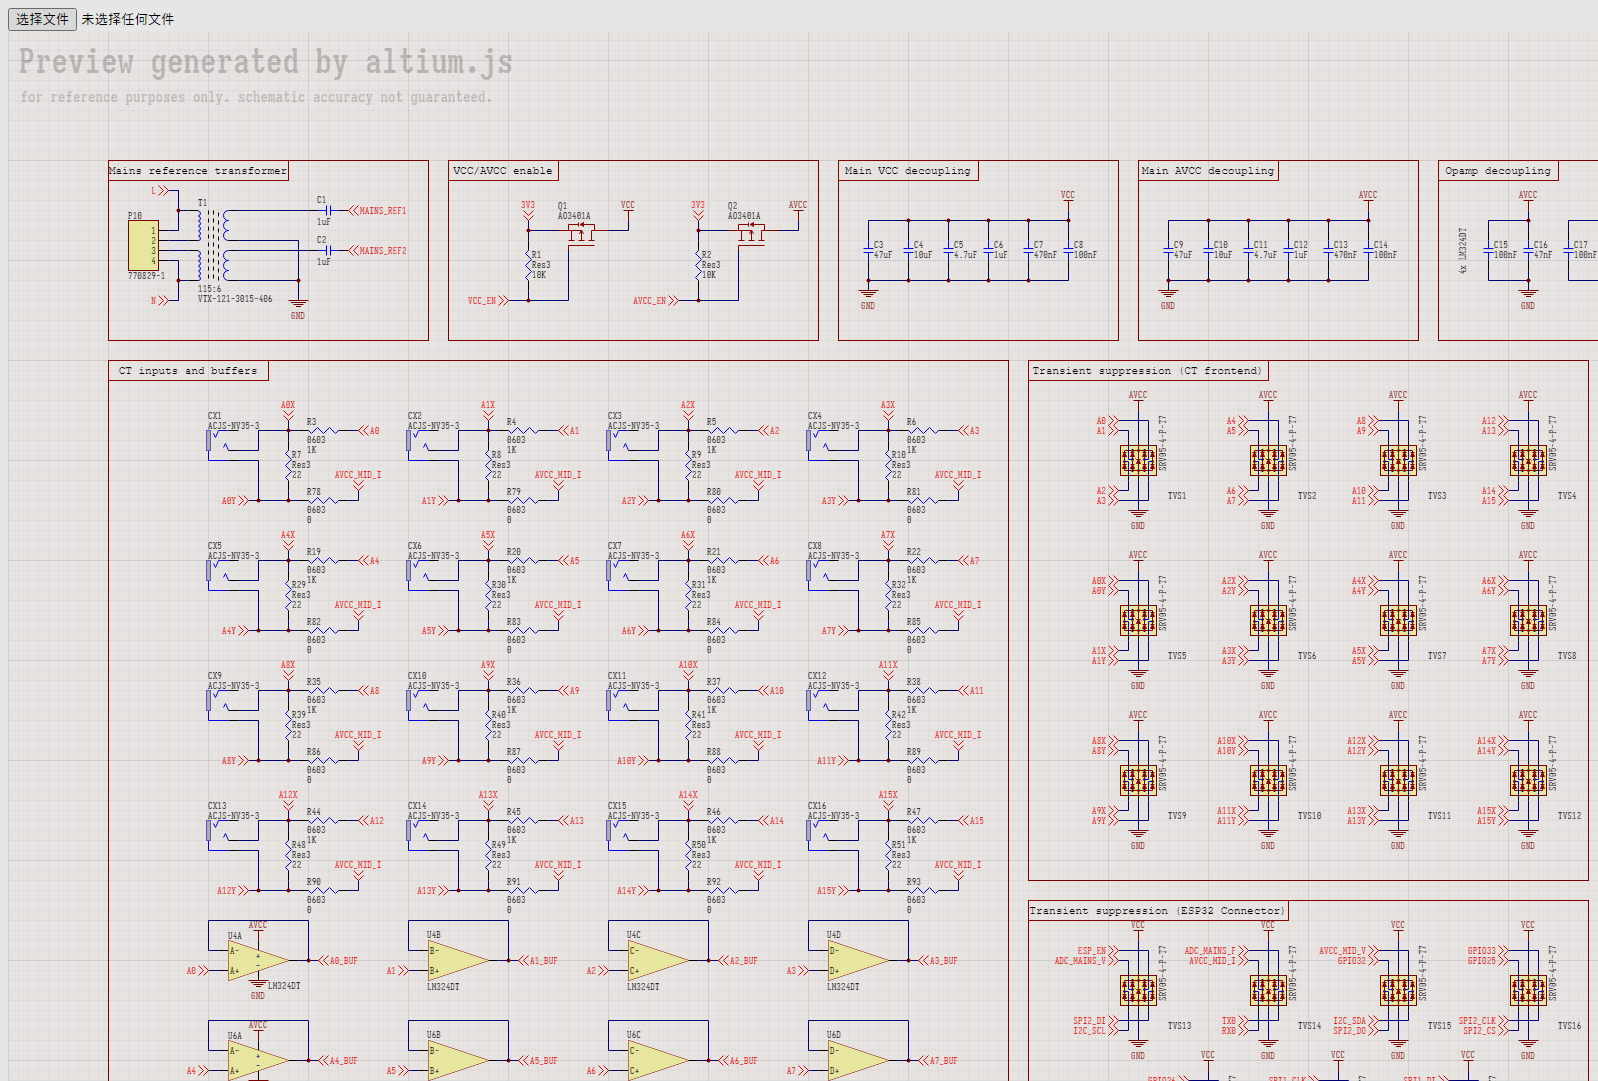 选择文件 未选择任何文件
Preview generated by altium.js
for reference purposes only. schematic accuracy not guaranteed.
Mains reference transformer
L
P10
1
2
3
4
770829-1
N
T1
115:6
VTX-121-3015-406
C1
1uF
MAINS_REF1
C2
1uF
MAINS_REF2
GND
VCC/AVCC enable
3V3
Q1
AO3401A
VCC
R1
Res3
10K
VCC_EN
3V3
Q2
AO3401A
AVCC
R2
Res3
10K
AVCC_EN
Main VCC decoupling
VCC
C3
47uF
C4
10uF
C5
4.7uF
C6
1uF
C7
470nF
C8
100nF
GND
Main AVCC decoupling
AVCC
C9
47uF
C10
10uF
C11
4.7uF
C12
1uF
C13
470nF
C14
100nF
GND
Opamp decoupling
AVCC
4x LM324DT
C15
100nF
C16
47nF
C17
100nF
GND
CT inputs and buffers
CX1
ACJS-NV35-3
A0X
R3
0603
1K
A0
R7
Res3
22
AVCC_MID_I
A0Y
R78
0603
0
CX2
ACJS-NV35-3
A1X
R4
0603
1K
A1
R8
Res3
22
AVCC_MID_I
A1Y
R79
0603
0
CX3
ACJS-NV35-3
A2X
R5
0603
1K
A2
R9
Res3
22
AVCC_MID_I
A2Y
R80
0603
0
CX4
ACJS-NV35-3
A3X
R6
0603
1K
A3
R10
Res3
22
AVCC_MID_I
A3Y
R81
0603
0
CX5
ACJS-NV35-3
A4X
R19
0603
1K
A4
R29
Res3
22
AVCC_MID_I
A4Y
R82
0603
0
CX6
ACJS-NV35-3
A5X
R20
0603
1K
A5
R30
Res3
22
AVCC_MID_I
A5Y
R83
0603
0
CX7
ACJS-NV35-3
A6X
R21
0603
1K
A6
R31
Res3
22
AVCC_MID_I
A6Y
R84
0603
0
CX8
ACJS-NV35-3
A7X
R22
0603
1K
A7
R32
Res3
22
AVCC_MID_I
A7Y
R85
0603
0
CX9
ACJS-NV35-3
A8X
R35
0603
1K
A8
R39
Res3
22
AVCC_MID_I
A8Y
R86
0603
0
CX10
ACJS-NV35-3
A9X
R36
0603
1K
A9
R40
Res3
22
AVCC_MID_I
A9Y
R87
0603
0
CX11
ACJS-NV35-3
A10X
R37
0603
1K
A10
R41
Res3
22
AVCC_MID_I
A10Y
R88
0603
0
CX12
ACJS-NV35-3
A11X
R38
0603
1K
A11
R42
Res3
22
AVCC_MID_I
A11Y
R89
0603
0
CX13
ACJS-NV35-3
A12X
R44
0603
1K
A12
R48
Res3
22
AVCC_MID_I
A12Y
R90
0603
0
CX14
ACJS-NV35-3
A13X
R45
0603
1K
A13
R49
Res3
22
AVCC_MID_I
A13Y
R91
0603
0
CX15
ACJS-NV35-3
A14X
R46
0603
1K
A14
R50
Res3
22
AVCC_MID_I
A14Y
R92
0603
0
CX16
ACJS-NV35-3
A15X
R47
0603
1K
A15
R51
Res3
22
AVCC_MID_I
A15Y
R93
0603
0
U4A
AVCC
A-
A+
A0
A0_BUF
GND
LM324DT
U4B
B-
B+
A1
A1_BUF
LM324DT
U4C
C-
C+
A2
A2_BUF
LM324DT
U4D
D-
D+
A3
A3_BUF
LM324DT
U6A
AVCC
A-
A+
A4
A4_BUF
U6B
B-
B+
A5
A5_BUF
U6C
C-
C+
A6
A6_BUF
U6D
D-
D+
A7
A7_BUF
Transient suppression (CT frontend)
AVCC
A0
A1
SRV05-4-P-T7
A2
A3
TVS1
GND
AVCC
A4
A5
SRV05-4-P-T7
A6
A7
TVS2
GND
AVCC
A8
A9
SRV05-4-P-T7
A10
A11
TVS3
GND
AVCC
A12
A13
SRV05-4-P-T7
A14
A15
TVS4
GND
AVCC
A0X
A0Y
SRV05-4-P-T7
A1X
A1Y
TVS5
GND
AVCC
A2X
A2Y
SRV05-4-P-T7
A3X
A3Y
TVS6
GND
AVCC
A4X
A4Y
SRV05-4-P-T7
A5X
A5Y
TVS7
GND
AVCC
A6X
A6Y
SRV05-4-P-T7
A7X
A7Y
TVS8
GND
AVCC
A8X
A8Y
SRV05-4-P-T7
A9X
A9Y
TVS9
GND
AVCC
A10X
A10Y
SRV05-4-P-T7
A11X
A11Y
TVS10
GND
AVCC
A12X
A12Y
SRV05-4-P-T7
A13X
A13Y
TVS11
GND
AVCC
A14X
A14Y
SRV05-4-P-T7
A15X
A15Y
TVS12
GND
Transient suppression (ESP32 Connector)
VCC
ESP_EN
ADC_MAINS_V
SRV05-4-P-T7
SPI2_DI
I2C_SCL
TVS13
GND
VCC
ADC_MAINS_F
AVCC_MID_I
SRV05-4-P-T7
TX0
RX0
TVS14
GND
VCC
AVCC_MID_V
GPIO32
SRV05-4-P-T7
I2C_SDA
SPI2_DO
TVS15
GND
VCC
GPIO33
GPIO25
SRV05-4-P-T7
SPI2_CLK
SPI2_CS
TVS16
GND
VCC
VCC
VCC
GPIO26
SPI1_CLK
SPI1_DI